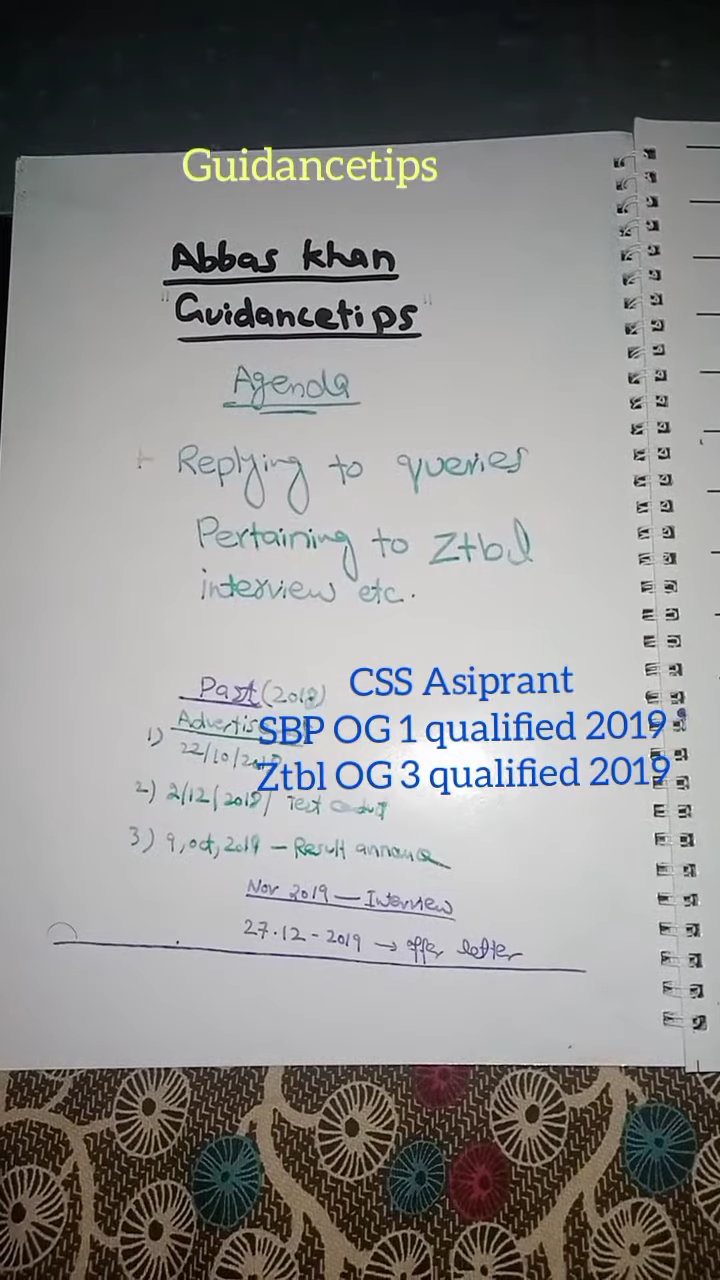 Guidancetips
Abbas Khan
"Guidancetips"
Agenda
Replying to queries
Pertaining to Ztbl
interview etc.
Past (2018)
CSS Asiprant
1) Advertis
SBP OG 1 qualified 2019
22/10/2018
Ztbl OG 3 qualified 2019
2) 2/12/2018/ Test
3) 9, oct, 2019 - Result announce
Nov 2019 - Interview
27.12-2019 → offer letter